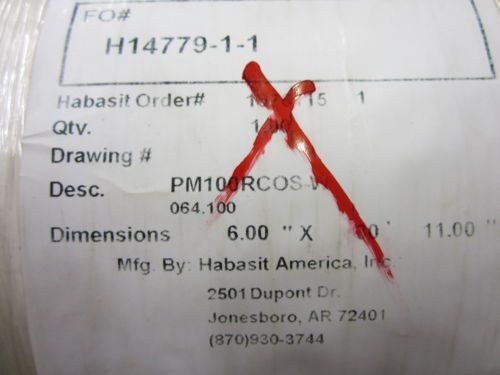 FO#
H14779-1-1
Habasit Order# 1
Qty.
Drawing #
Desc. PM100RCOS-W
064.100
Dimensions 6.00 " X ' 11.00 "
Mfg. By: Habasit America, Inc.
2501 Dupont Dr.
Jonesboro, AR 72401
(870)930-3744